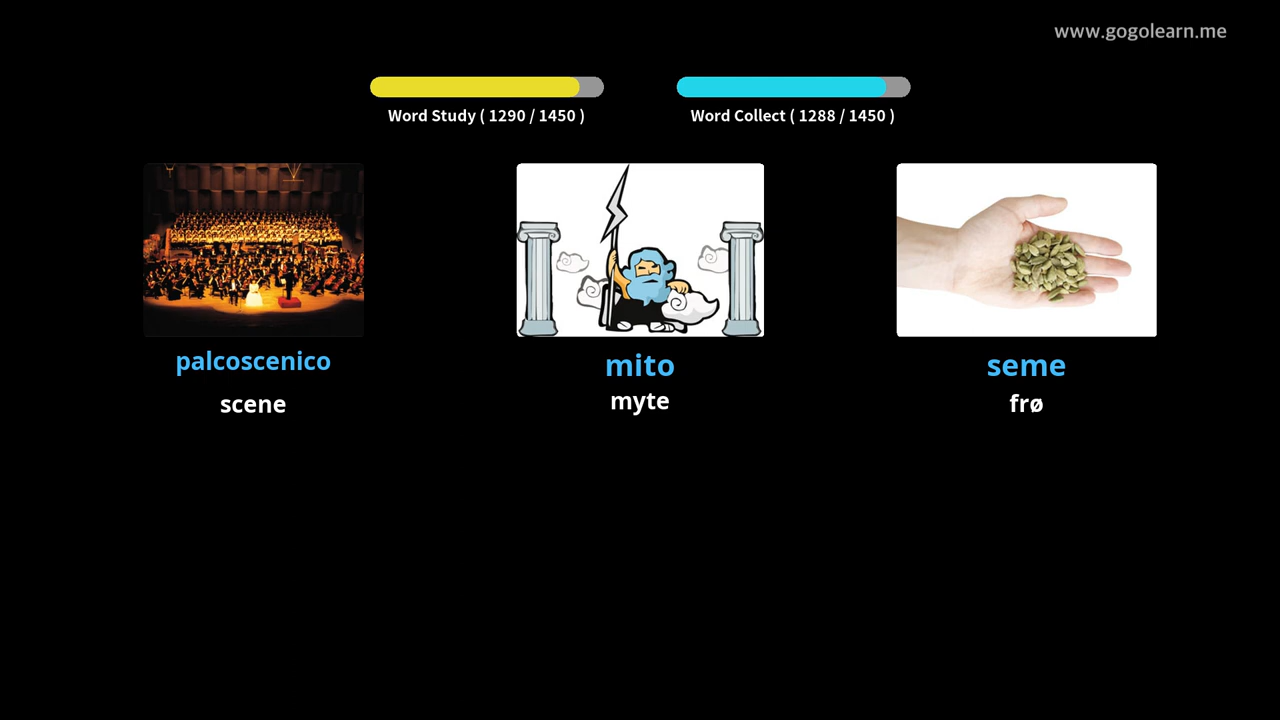 www.gogolearn.me
Word Study ( 1290 / 1450 )
Word Collect ( 1288 / 1450 )
palcoscenico
scene
mito
myte
seme
frø